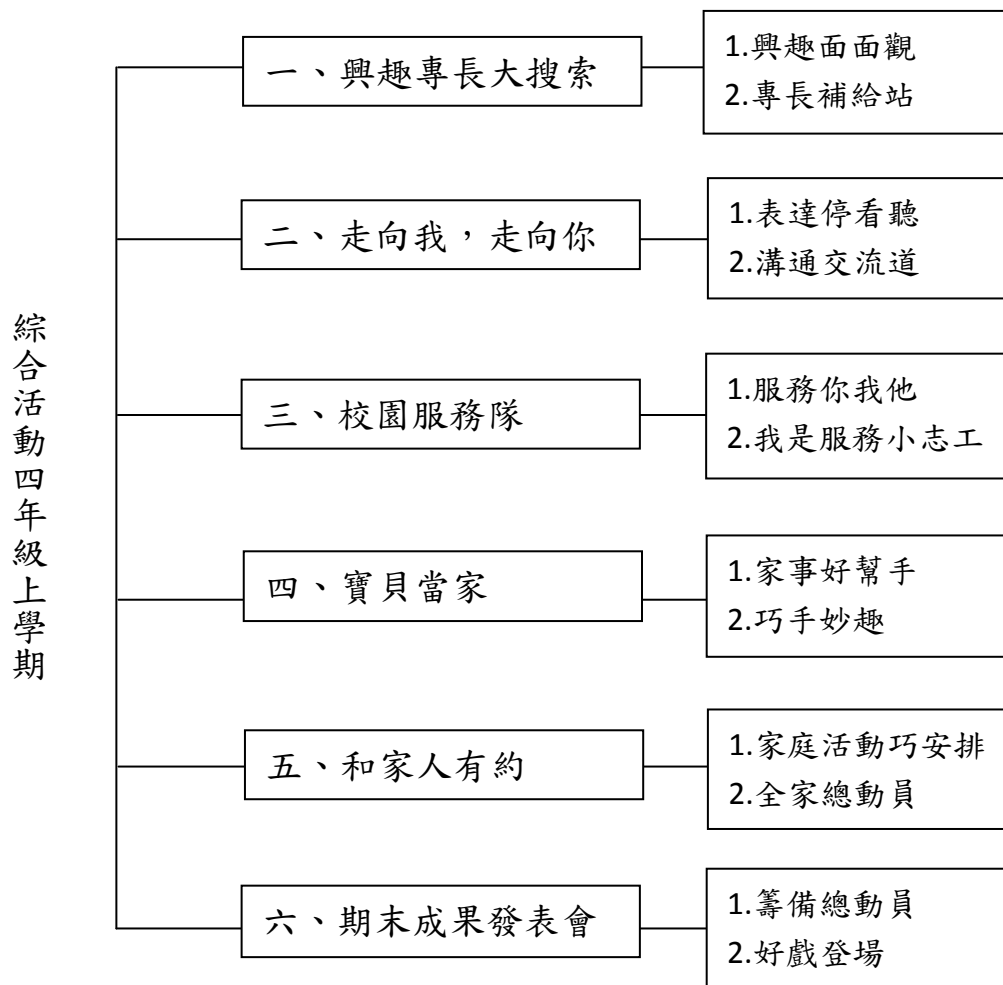 綜合活動四年級上學期
一、興趣專長大搜索
1.興趣面面觀
2.專長補給站
二、走向我，走向你
1.表達停看聽
2.溝通交流道
三、校園服務隊
1.服務你我他
2.我是服務小志工
四、寶貝當家
1.家事好幫手
2.巧手妙趣
五、和家人有約
1.家庭活動巧安排
2.全家總動員
六、期末成果發表會
1.籌備總動員
2.好戲登場